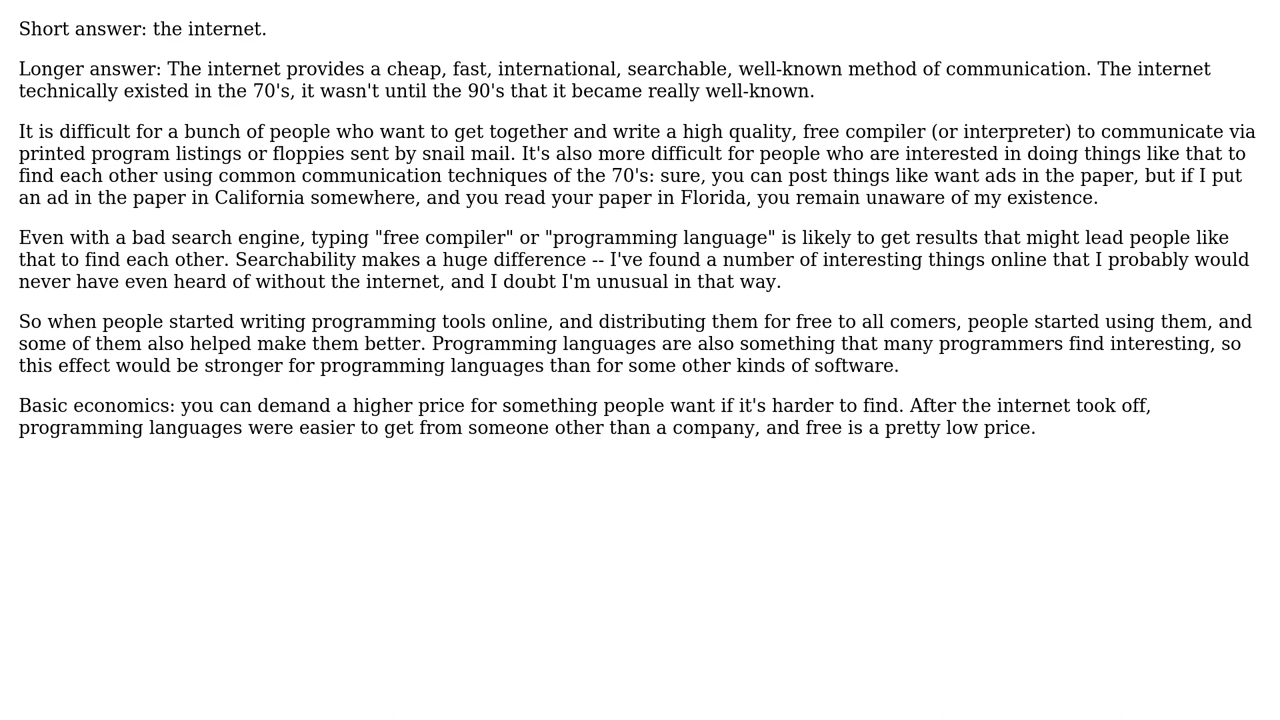 Short answer: the internet.
Longer answer: The internet provides a cheap, fast, international, searchable, well-known method of communication. The internet
technically existed in the 70's, it wasn't until the 90's that it became really well-known.
It is difficult for a bunch of people who want to get together and write a high quality, free compiler (or interpreter) to communicate via
printed program listings or floppies sent by snail mail. It's also more difficult for people who are interested in doing things like that to
find each other using common communication techniques of the 70's: sure, you can post things like want ads in the paper, but if I put
an ad in the paper in California somewhere, and you read your paper in Florida, you remain unaware of my existence.
Even with a bad search engine, typing "free compiler" or "programming language" is likely to get results that might lead people like
that to find each other. Searchability makes a huge difference -- I've found a number of interesting things online that I probably would
never have even heard of without the internet, and I doubt I'm unusual in that way.
So when people started writing programming tools online, and distributing them for free to all comers, people started using them, and
some of them also helped make them better. Programming languages are also something that many programmers find interesting, so
this effect would be stronger for programming languages than for some other kinds of software.
Basic economics: you can demand a higher price for something people want if it's harder to find. After the internet took off,
programming languages were easier to get from someone other than a company, and free is a pretty low price.